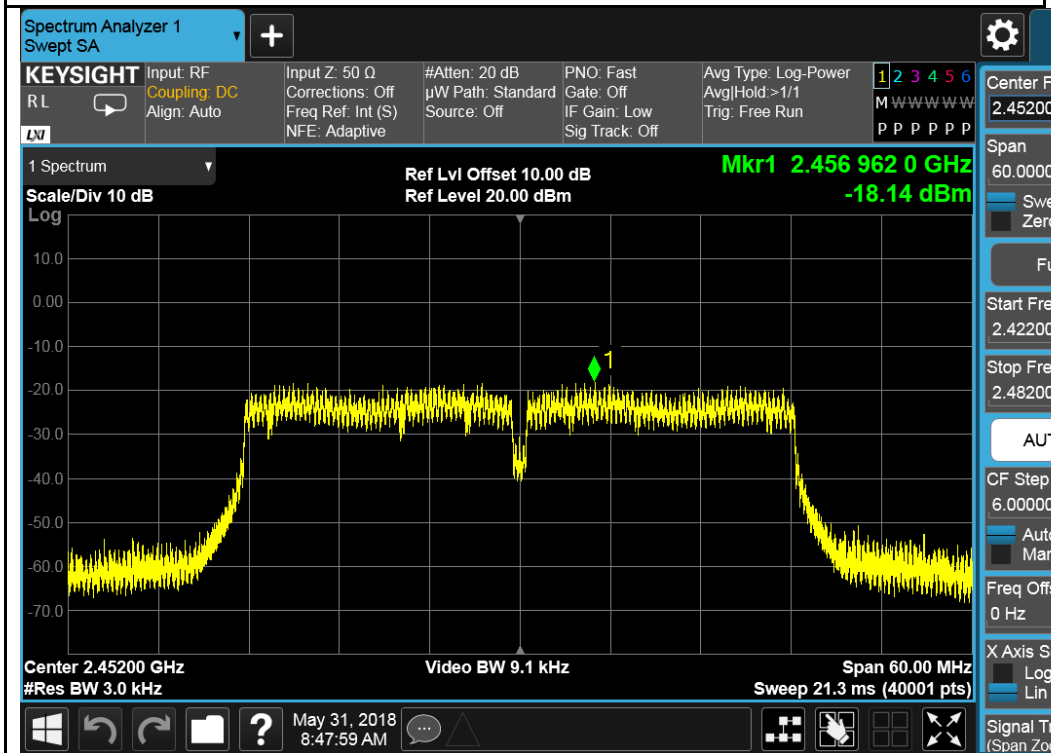 Spectrum Analyzer 1
Swept SA
KEYSIGHT
RL
LXI
Input: RF
Coupling: DC
Align: Auto
Input Z: 50 Ω
Corrections: Off
Freq Ref: Int (S)
NFE: Adaptive
#Atten: 20 dB
µW Path: Standard
Source: Off
PNO: Fast
Gate: Off
IF Gain: Low
Sig Track: Off
Avg Type: Log-Power
Avg|Hold:>1/1
Trig: Free Run
1 2 3 4 5 6
M W W W W W
P P P P P P
1 Spectrum
Scale/Div 10 dB
Ref Lvl Offset 10.00 dB
Ref Level 20.00 dBm
Mkr1 2.456 962 0 GHz
-18.14 dBm
Log
10.0
0.00
-10.0
-20.0
-30.0
-40.0
-50.0
-60.0
-70.0
1
Center 2.45200 GHz
#Res BW 3.0 kHz
Video BW 9.1 kHz
Span 60.00 MHz
Sweep 21.3 ms (40001 pts)
?
May 31, 2018
8:47:59 AM
Center F
2.45200
Span
60.0000
Swe
Zero
Fu
Start Fre
2.42200
Stop Fre
2.48200
AUT
CF Step
6.00000
Auto
Man
Freq Offs
0 Hz
X Axis S
Log
Lin
Signal Tr
(Span Zoo